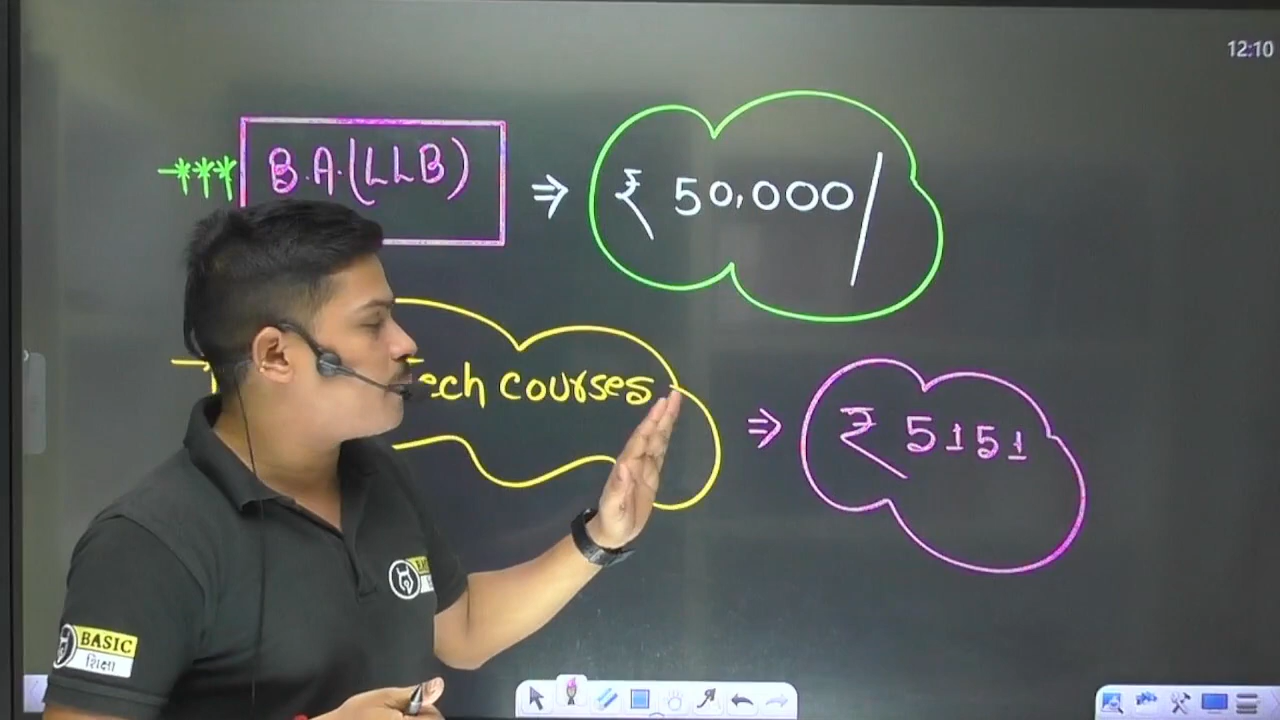 12:10
B.A.(LLB) ⇒ ₹ 50,000/
ech courses ⇒ ₹ 5151
BASIC
શિક્ષા